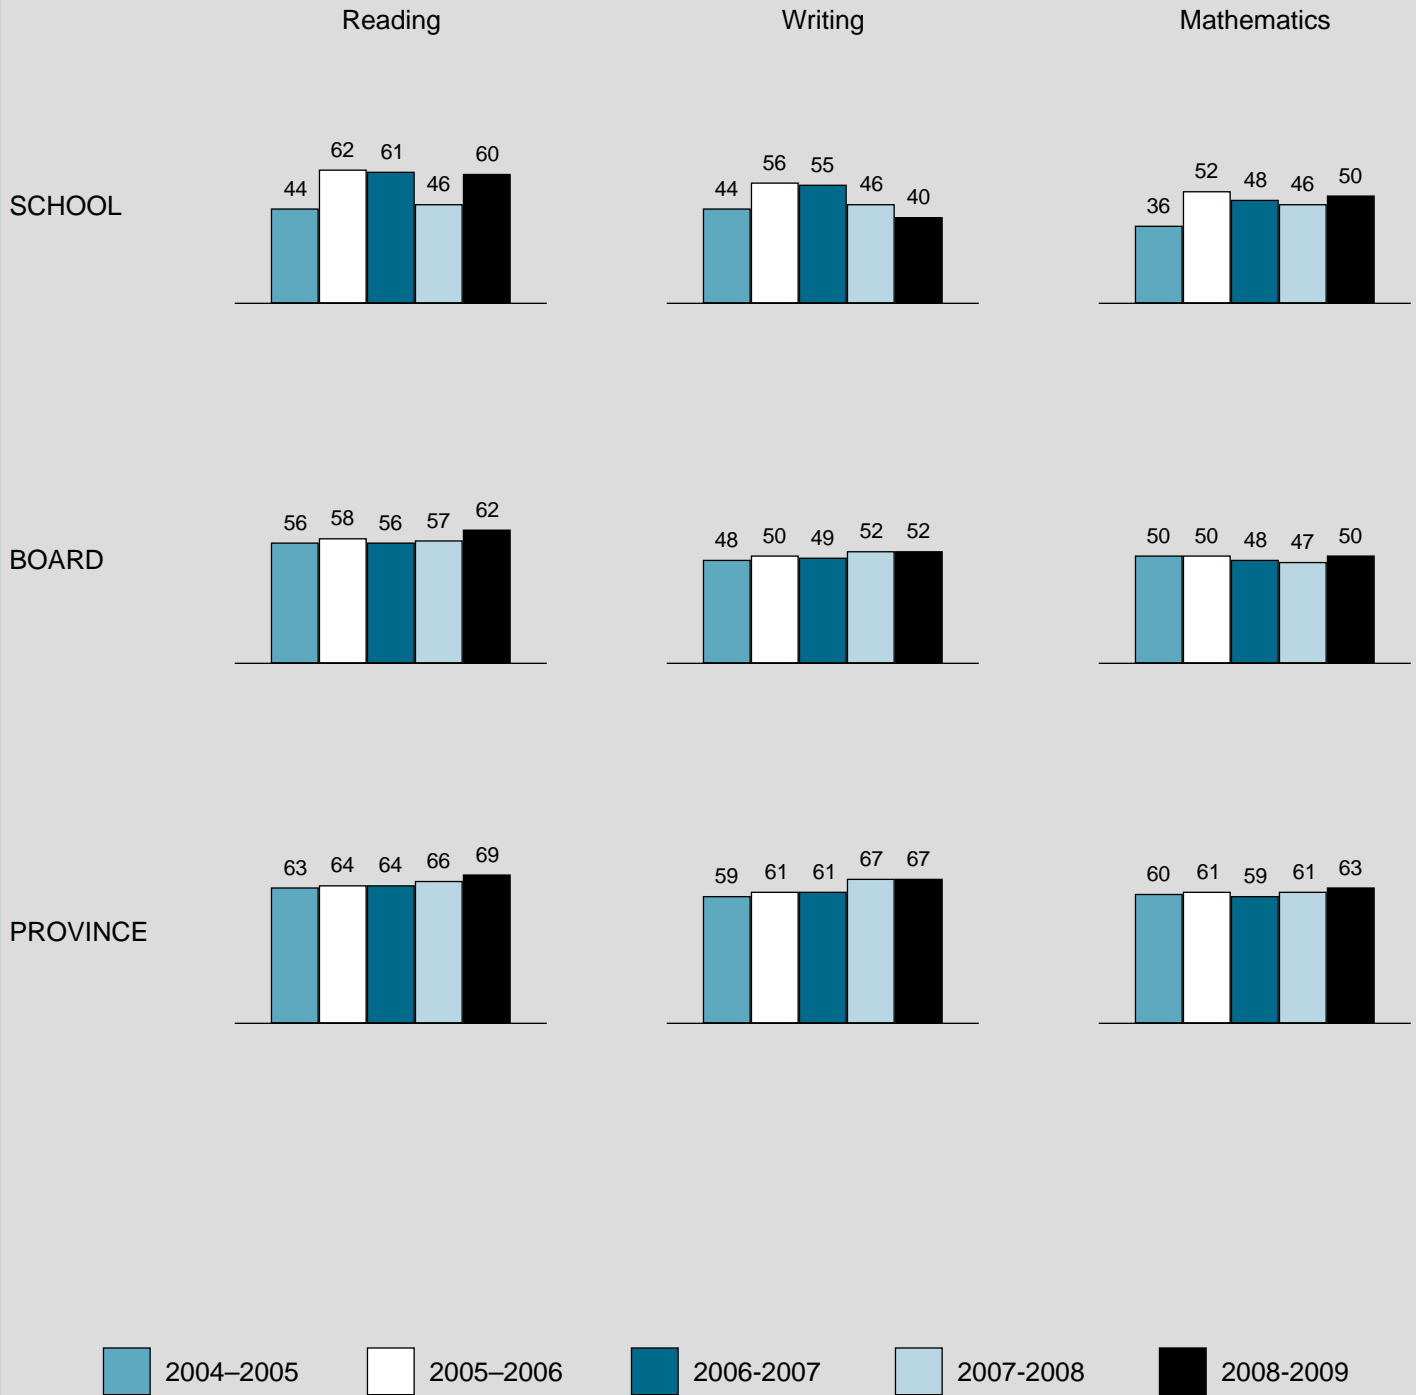 Reading Writing Mathematics
62 61 60
44 46
56 55
44 46 40
52 48 46 50
36
SCHOOL
56 58 56 57 62
48 50 49 52 52
50 50 48 47 50
BOARD
63 64 64 66 69
59 61 61 67 67
60 61 59 61 63
PROVINCE
2004–2005 2005–2006 2006-2007 2007-2008 2008-2009